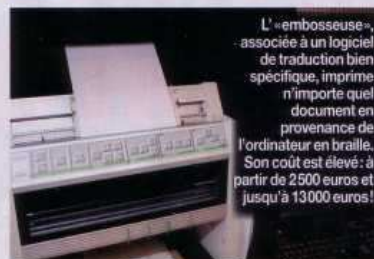 L'«embosseuse»,
associée à un logiciel
de traduction bien
spécifique, imprime
n'importe quel
document en
provenance de
l'ordinateur en braille.
Son coût est élevé: à
partir de 2500 euros et
jusqu'à 13000 euros!